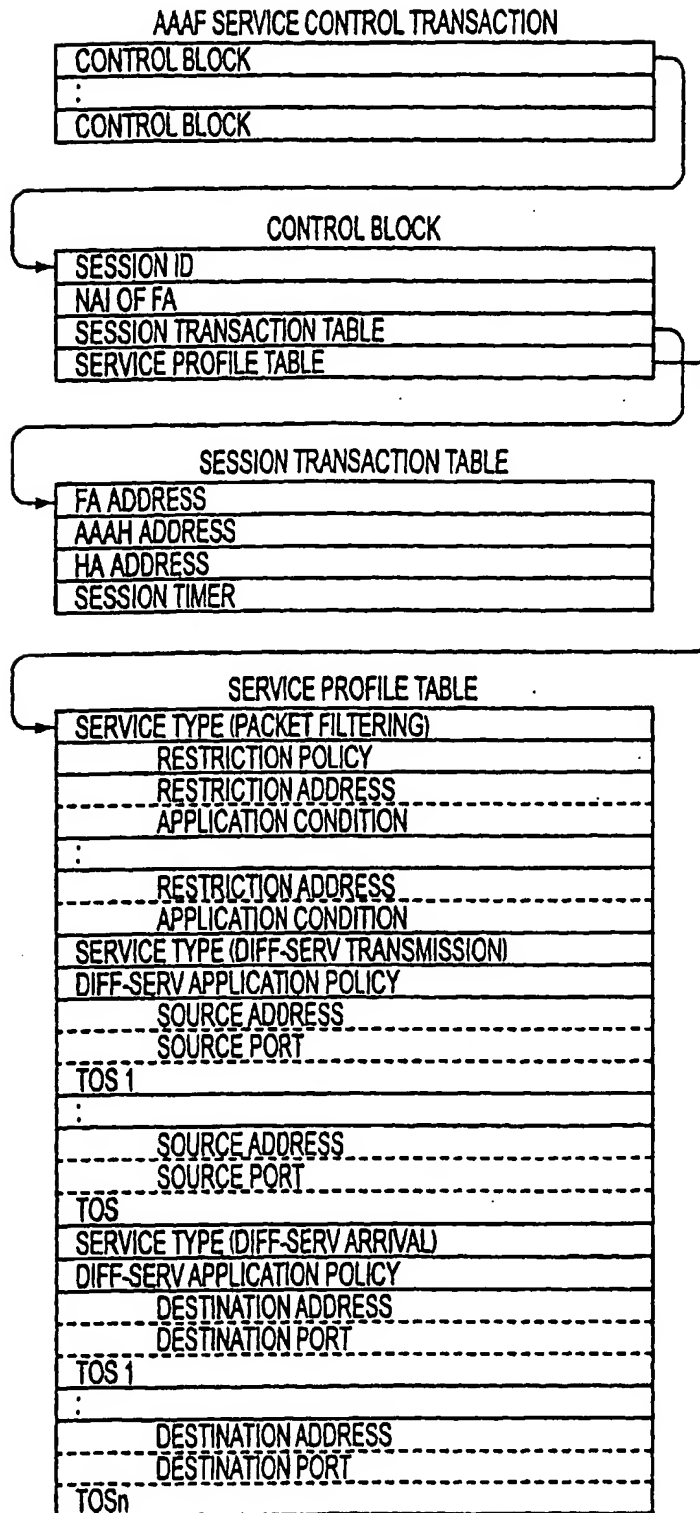 AAAF SERVICE CONTROL TRANSACTION
CONTROL BLOCK
:
CONTROL BLOCK
CONTROL BLOCK
SESSION ID
NAI OF FA
SESSION TRANSACTION TABLE
SERVICE PROFILE TABLE
SESSION TRANSACTION TABLE
FA ADDRESS
AAAH ADDRESS
HA ADDRESS
SESSION TIMER
SERVICE PROFILE TABLE
SERVICE TYPE (PACKET FILTERING)
RESTRICTION POLICY
RESTRICTION ADDRESS
APPLICATION CONDITION
:
RESTRICTION ADDRESS
APPLICATION CONDITION
SERVICE TYPE (DIFF-SERV TRANSMISSION)
DIFF-SERV APPLICATION POLICY
SOURCE ADDRESS
SOURCE PORT
TOS 1
:
SOURCE ADDRESS
SOURCE PORT
TOS
SERVICE TYPE (DIFF-SERV ARRIVAL)
DIFF-SERV APPLICATION POLICY
DESTINATION ADDRESS
DESTINATION PORT
TOS 1
:
DESTINATION ADDRESS
DESTINATION PORT
TOSn